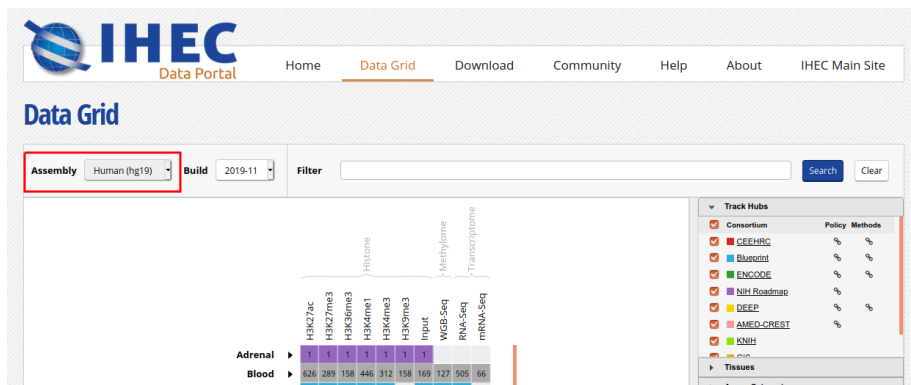 IHEC
Data Portal
Home Data Grid Download Community Help About IHEC Main Site
Data Grid
Assembly Human (hg19) Build 2019-11 Filter Search Clear
Track Hubs
Consortium Policy Methods
CEEHRC
Blueprint
ENCODE
NIH Roadmap
DEEP
AMED-CREST
KNIH
Tissues
Histone Methylome Transcriptome
H3K27ac H3K27me3 H3K36me3 H3K4me1 H3K4me3 H3K9me3 Input WGB-Seq RNA-Seq mRNA-Seq
Adrenal 1 1 1 1 1 1 1
Blood 626 289 158 446 312 158 169 127 505 66